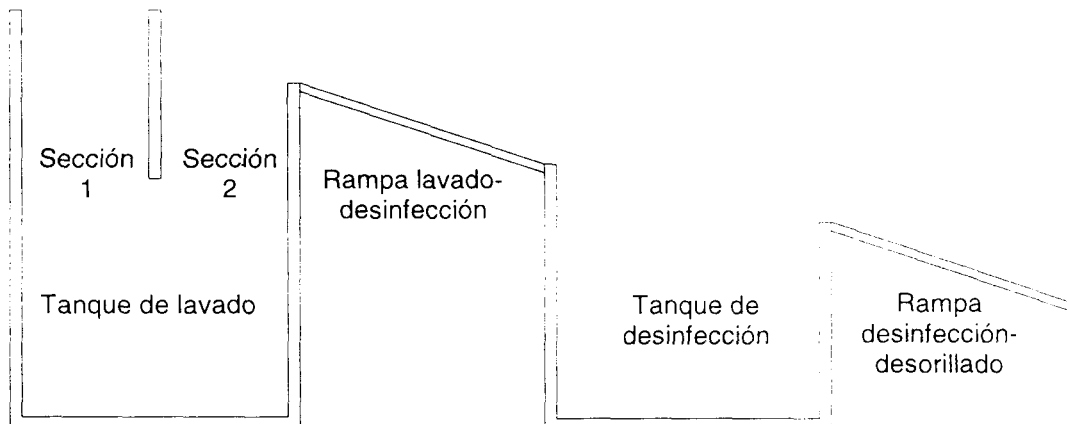 Sección
1
Sección
2
Rampa lavado-
desinfección
Tanque de lavado
Tanque de
desinfección
Rampa
desinfección-
desorillado